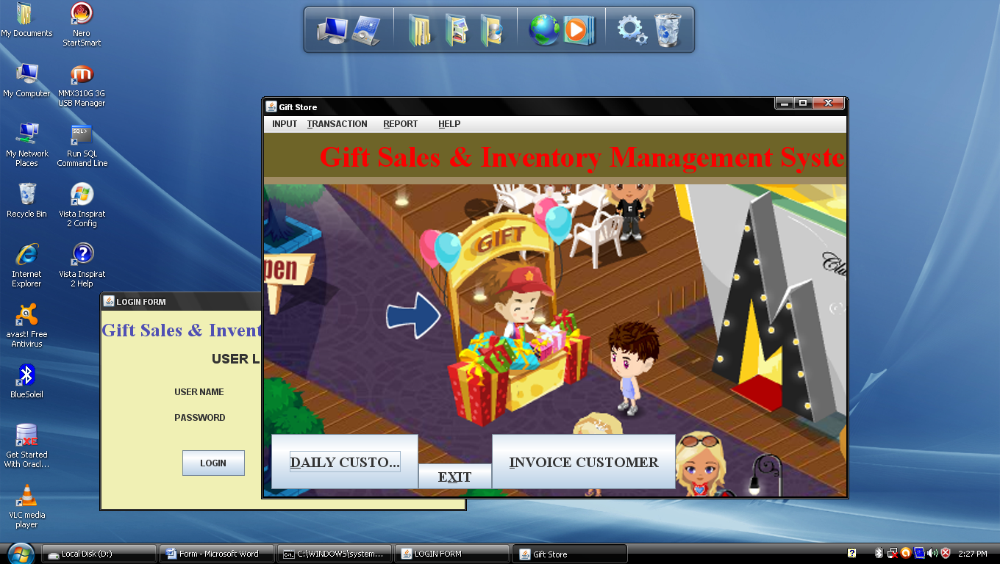 My Documents
Nero
StartSmart
My Computer
MMX310G 3G
USB Manager
My Network
Places
SQL>
Run SQL
Command Line
Recycle Bin
Vista Inspirat
2 Config
Internet
Explorer
Vista Inspirat
2 Help
avast! Free
Antivirus
BlueSoleil
XE
Get Started
With Oracl...
VLC media
player
LOGIN FORM
Gift Sales & Invent
USER L
USER NAME
PASSWORD
LOGIN
Gift Store
INPUT TRANSACTION REPORT HELP
Gift Sales & Inventory Management Syste
GIFT
pen
F
Clu
M
DAILY CUSTO...
EXIT
INVOICE CUSTOMER
Local Disk (D:)
Form - Microsoft Word
C:\WINDOWS\system...
LOGIN FORM
Gift Store
2:27 PM